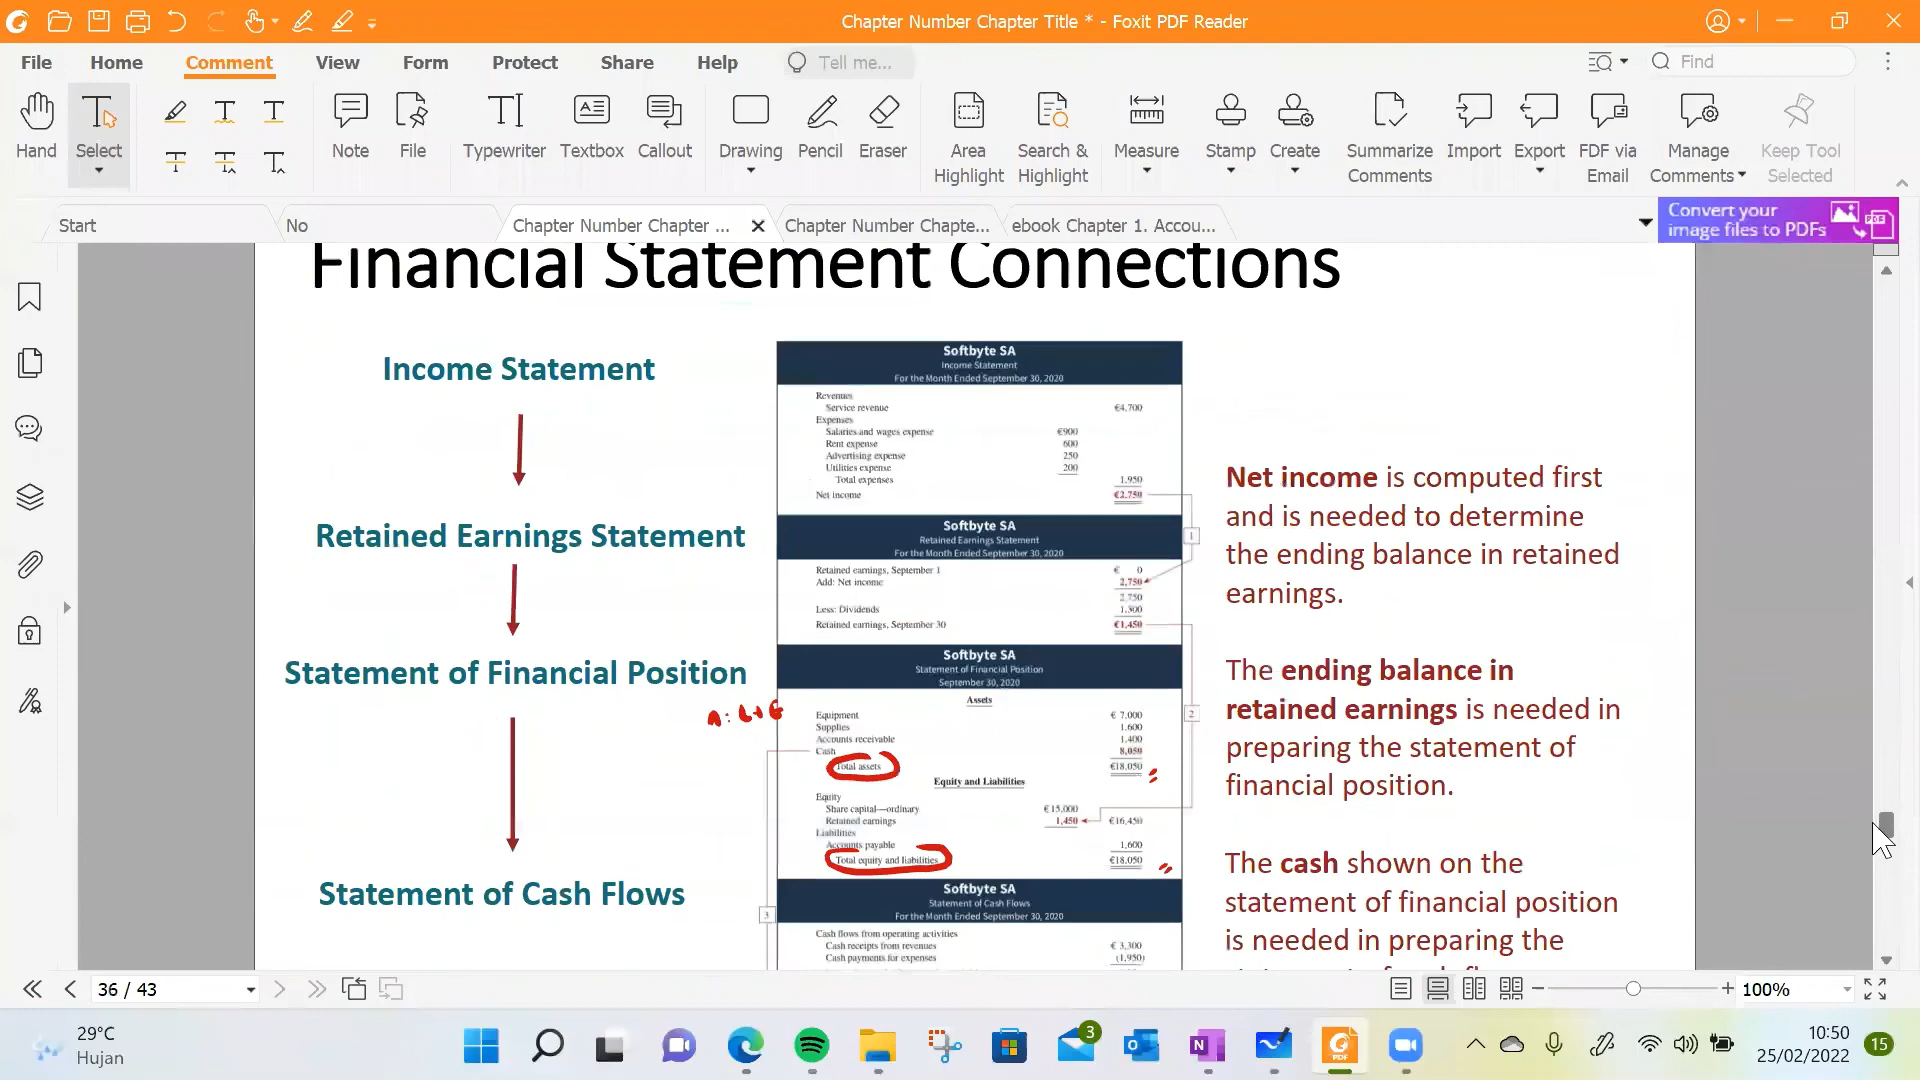 Chapter Number Chapter Title * - Foxit PDF Reader
File Home Comment View Form Protect Share Help Tell me... Find
Hand Select Note File Typewriter Textbox Callout Drawing Pencil Eraser Area Highlight Search & Highlight Measure Stamp Create Summarize Comments Import Export FDF via Email Manage Comments Keep Tool Selected
Start No Chapter Number Chapter ... Chapter Number Chapte... ebook Chapter 1. Accou... Convert your image files to PDFs
Financial Statement Connections
Income Statement
Retained Earnings Statement
Statement of Financial Position
Statement of Cash Flows
Softbyte SA
Income Statement
For the Month Ended September 30, 2020
Revenues
Service revenue €4,700
Expenses
Salaries and wages expense €900
Rent expense 600
Advertising expense 250
Utilities expense 200
Total expenses 1,950
Net income €2,750
1
Softbyte SA
Retained Earnings Statement
For the Month Ended September 30, 2020
Retained earnings, September 1 € 0
Add: Net income 2,750
2,750
Less: Dividends 1,300
Retained earnings, September 30 €1,450
Softbyte SA
Statement of Financial Position
September 30, 2020
Assets
2
Equipment € 7,000
Supplies 1,600
Accounts receivable 1,400
Cash 8,050
Total assets €18,050
Equity and Liabilities
Equity
Share capital—ordinary €15,000
Retained earnings 1,450 €16,450
Liabilities
Accounts payable 1,600
Total equity and liabilities €18,050
3
Softbyte SA
Statement of Cash Flows
For the Month Ended September 30, 2020
Cash flows from operating activities
Cash receipts from revenues € 3,300
Cash payments for expenses (1,950)
Net income is computed first
and is needed to determine
the ending balance in retained
earnings.
The ending balance in
retained earnings is needed in
preparing the statement of
financial position.
The cash shown on the
statement of financial position
is needed in preparing the
36 / 43 100%
29°C
Hujan
3
10:50
25/02/2022
15